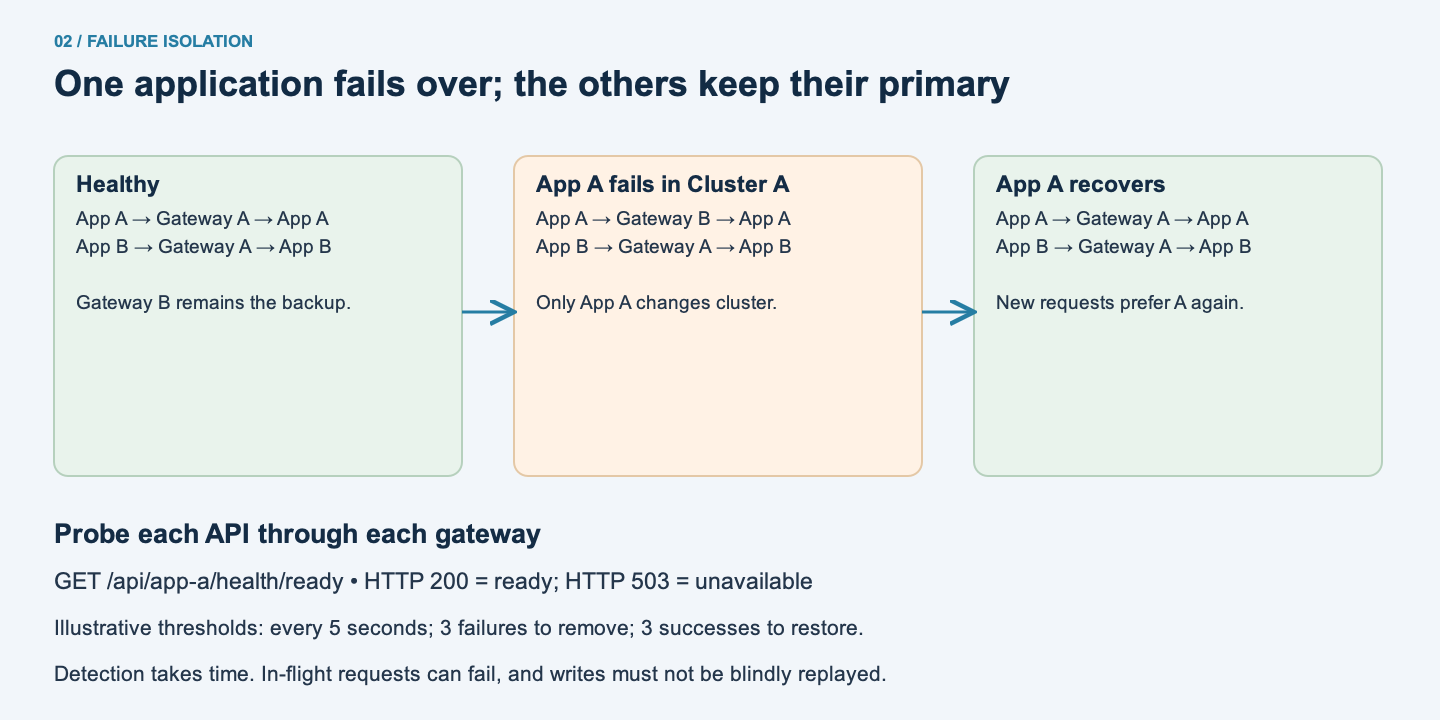 02 / FAILURE ISOLATION
One application fails over; the others keep their primary
Healthy
App A → Gateway A → App A
App B → Gateway A → App B
Gateway B remains the backup.
App A fails in Cluster A
App A → Gateway B → App A
App B → Gateway A → App B
Only App A changes cluster.
App A recovers
App A → Gateway A → App A
App B → Gateway A → App B
New requests prefer A again.
Probe each API through each gateway
GET /api/app-a/health/ready • HTTP 200 = ready; HTTP 503 = unavailable
Illustrative thresholds: every 5 seconds; 3 failures to remove; 3 successes to restore.
Detection takes time. In-flight requests can fail, and writes must not be blindly replayed.